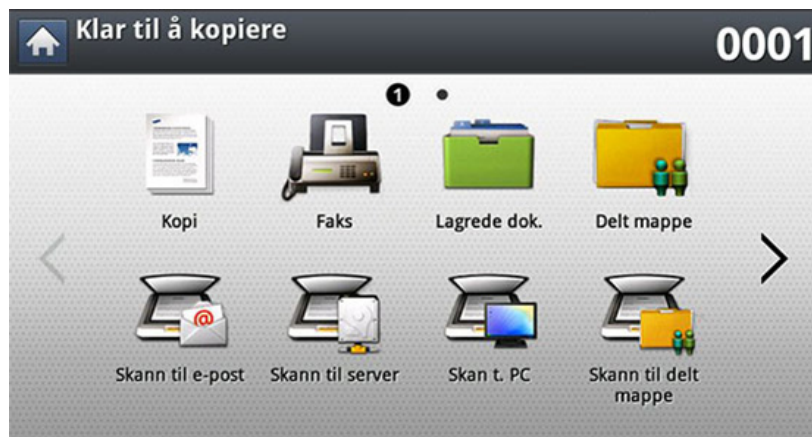 Klar til å kopiere
0001
1
Kopi
Faks
Lagrede dok.
Delt mappe
Skann til e-post
Skann til server
Skan t. PC
Skann til delt
mappe